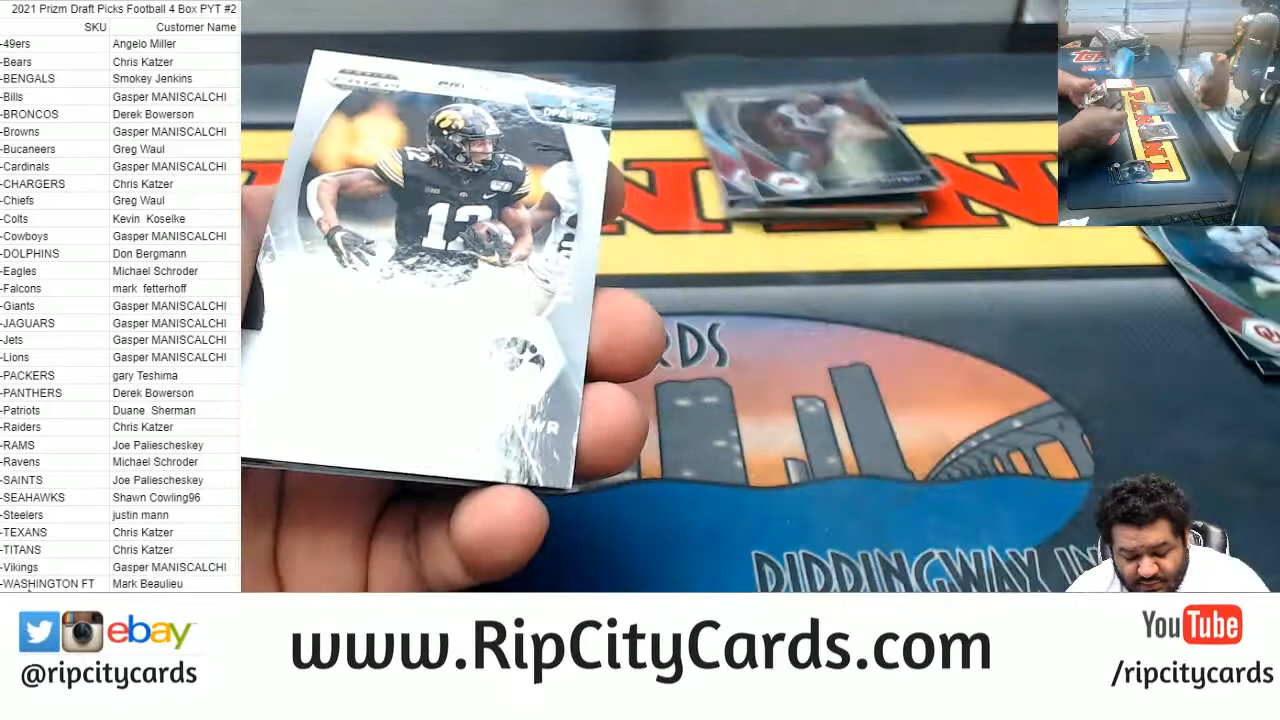 2021 Prizm Draft Picks Football 4 Box PYT #2
SKU Customer Name
-49ers Angelo Miller
-Bears Chris Katzer
-BENGALS Smokey Jenkins
-Bills Gasper MANISCALCHI
-BRONCOS Derek Bowerson
-Browns Gasper MANISCALCHI
-Bucaneers Greg Waul
-Cardinals Gasper MANISCALCHI
-CHARGERS Chris Katzer
-Chiefs Greg Waul
-Colts Kevin Koselke
-Cowboys Gasper MANISCALCHI
-DOLPHINS Don Bergmann
-Eagles Michael Schroder
-Falcons mark fetterhoff
-Giants Gasper MANISCALCHI
-JAGUARS Gasper MANISCALCHI
-Jets Gasper MANISCALCHI
-Lions Gasper MANISCALCHI
-PACKERS gary Teshima
-PANTHERS Derek Bowerson
-Patriots Duane Sherman
-Raiders Chris Katzer
-RAMS Joe Paliescheskey
-Ravens Michael Schroder
-SAINTS Joe Paliescheskey
-SEAHAWKS Shawn Cowling96
-Steelers justin mann
-TEXANS Chris Katzer
-TITANS Chris Katzer
-Vikings Gasper MANISCALCHI
-WASHINGTON FT Mark Beaulieu
PRIZM
12
WR
PANINI
RIPPINGWAX
ebay
@ripcitycards
www.RipCityCards.com
YouTube
/ripcitycards